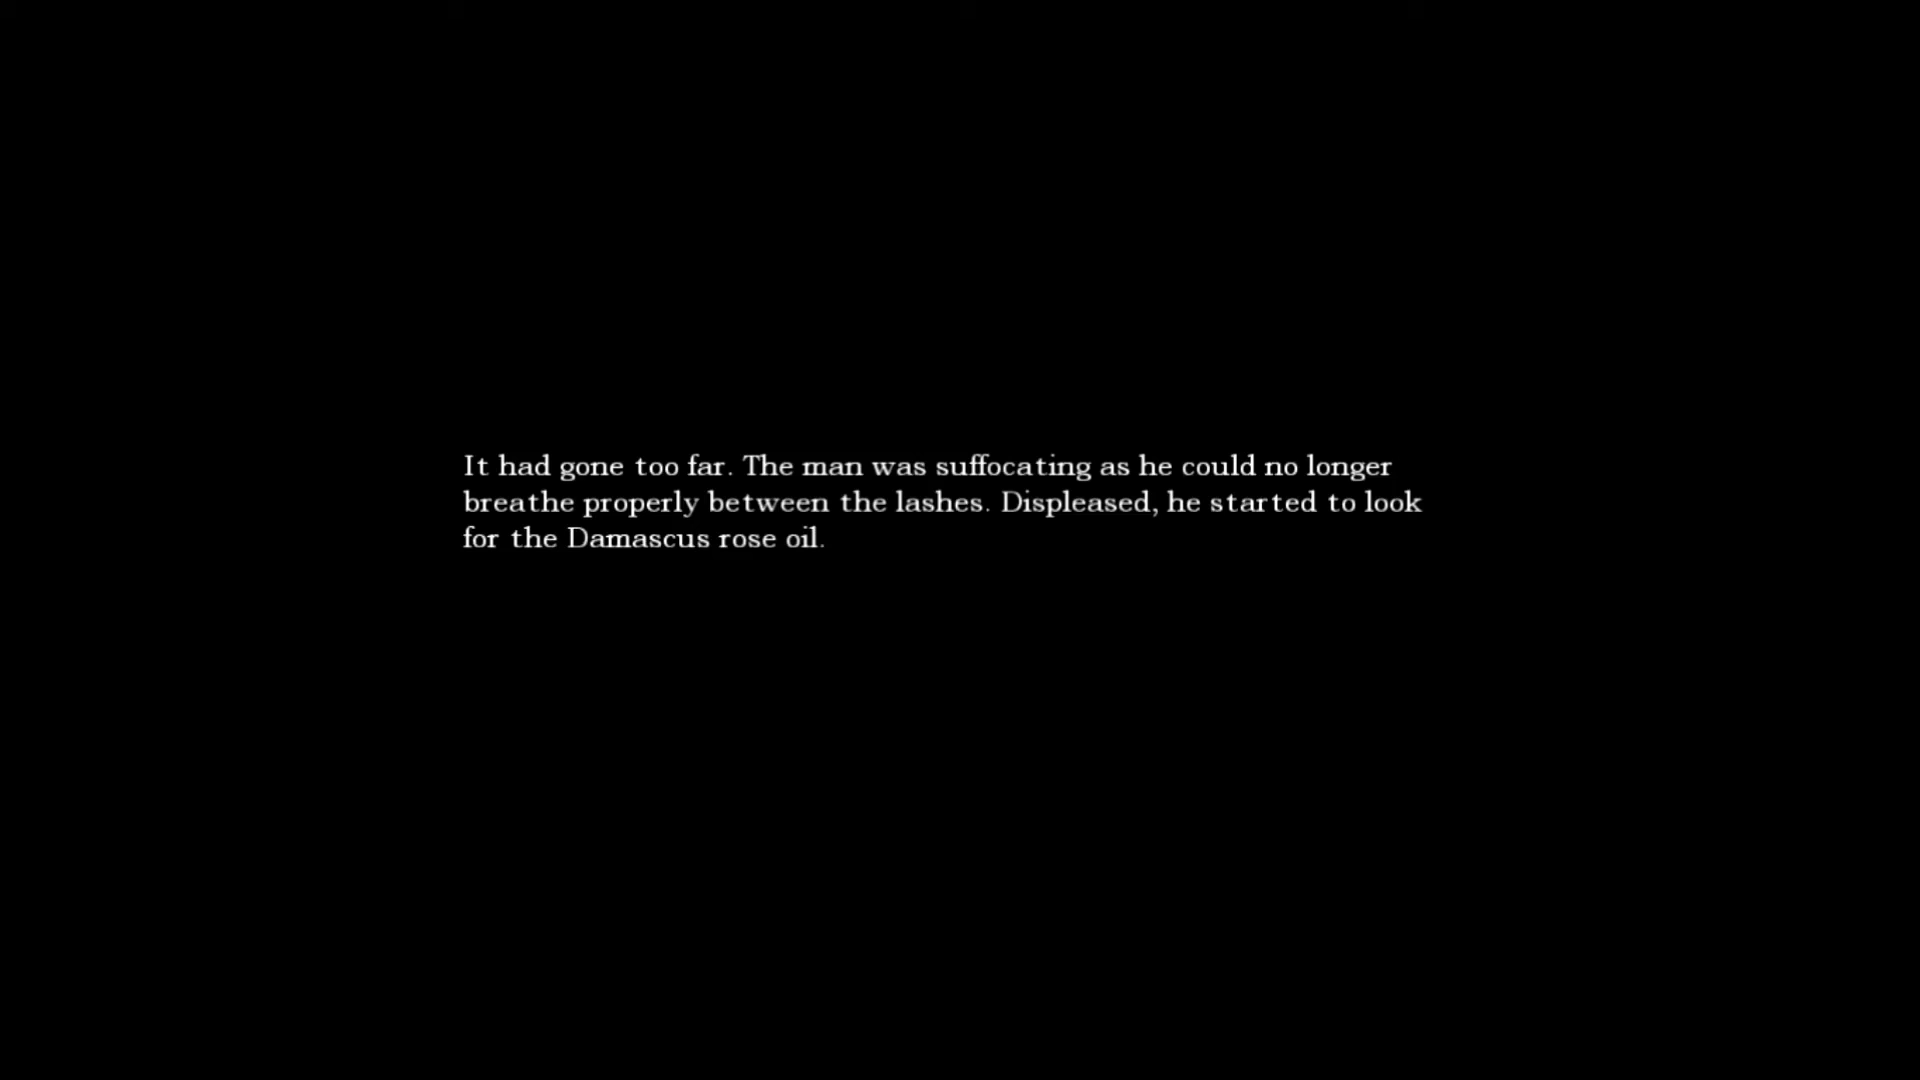 It had gone too far. The man was suffocating as he could no longer
breathe properly between the lashes. Displeased, he started to look
for the Damascus rose oil.